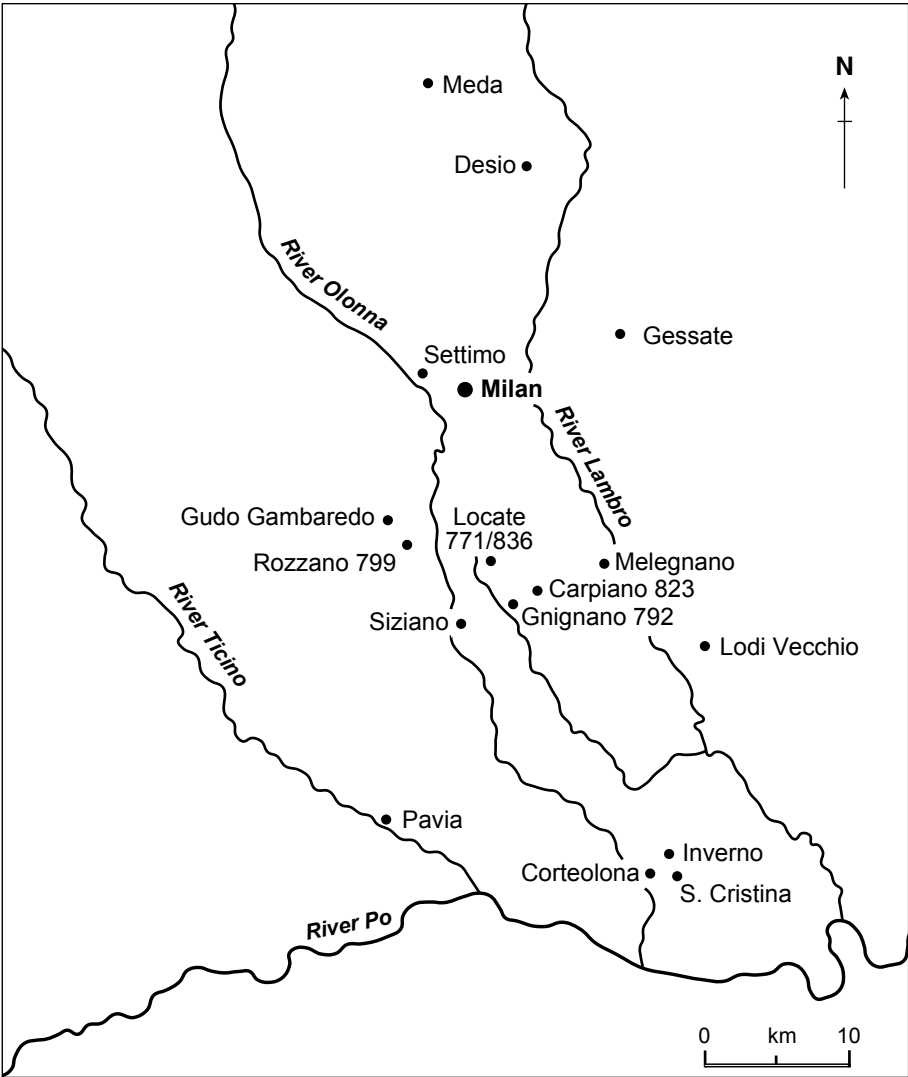 N
Meda
Desio
River Olonna
Gessate
Settimo
Milan
River Lambro
Gudo Gambaredo
Locate
771/836
Rozzano 799
Melegnano
Carpiano 823
Gnignano 792
River Ticino
Siziano
Lodi Vecchio
Pavia
Inverno
Corteolona
S. Cristina
River Po
0 km 10